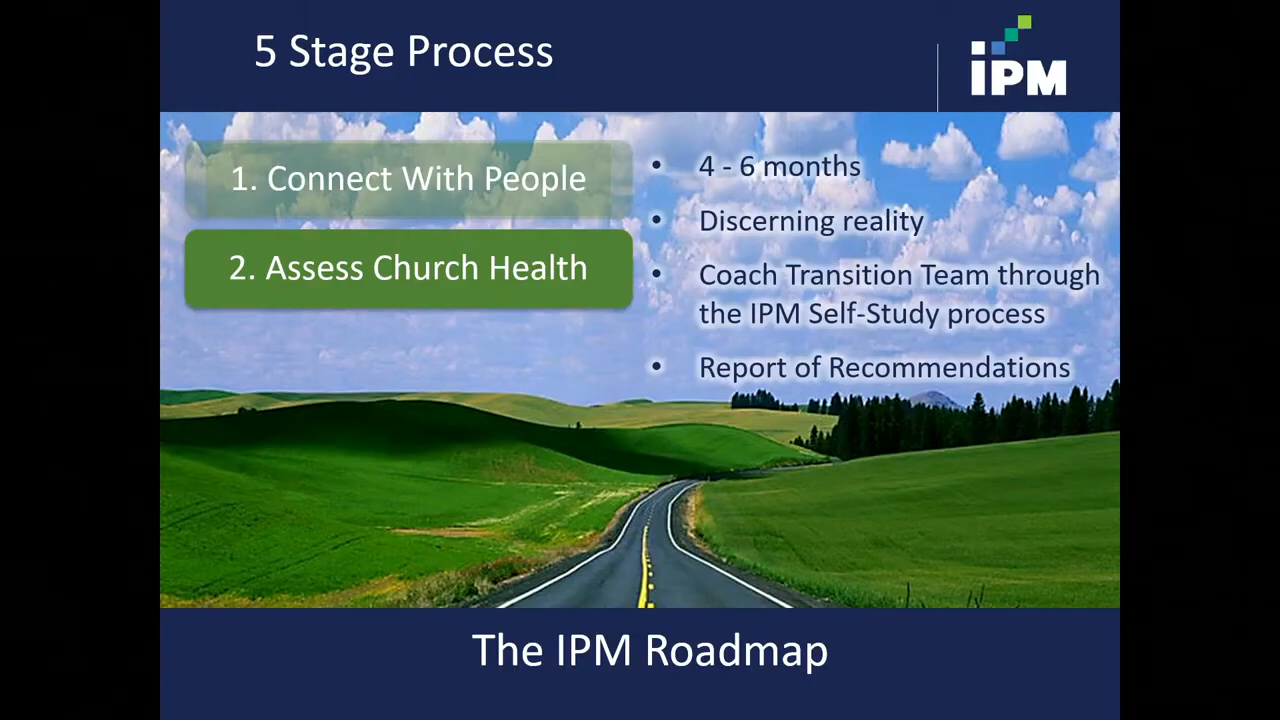 5 Stage Process
iPM
1. Connect With People
2. Assess Church Health
• 4 - 6 months
• Discerning reality
• Coach Transition Team through
the IPM Self-Study process
• Report of Recommendations
The IPM Roadmap